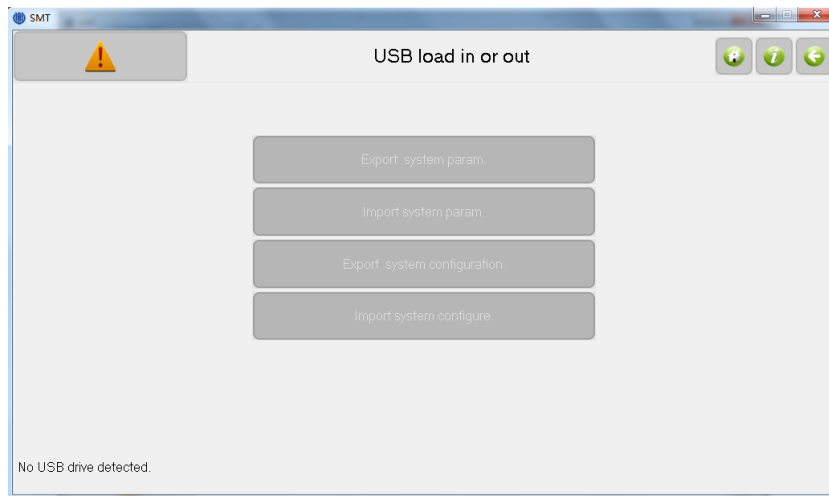 SMT
USB load in or out
Export system param.
Import system param.
Export system configuration.
Import system configure.
No USB drive detected.